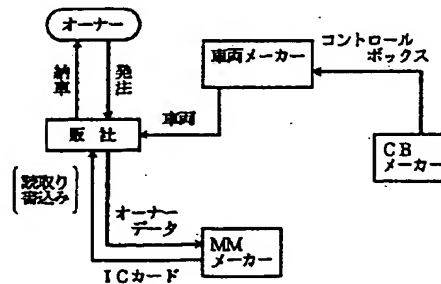 オーナー
納車
発注
販社
読取り
書込み
車両
車両メーカー
コントロール
ボックス
CB
メーカー
オーナー
データ
MM
メーカー
ICカード